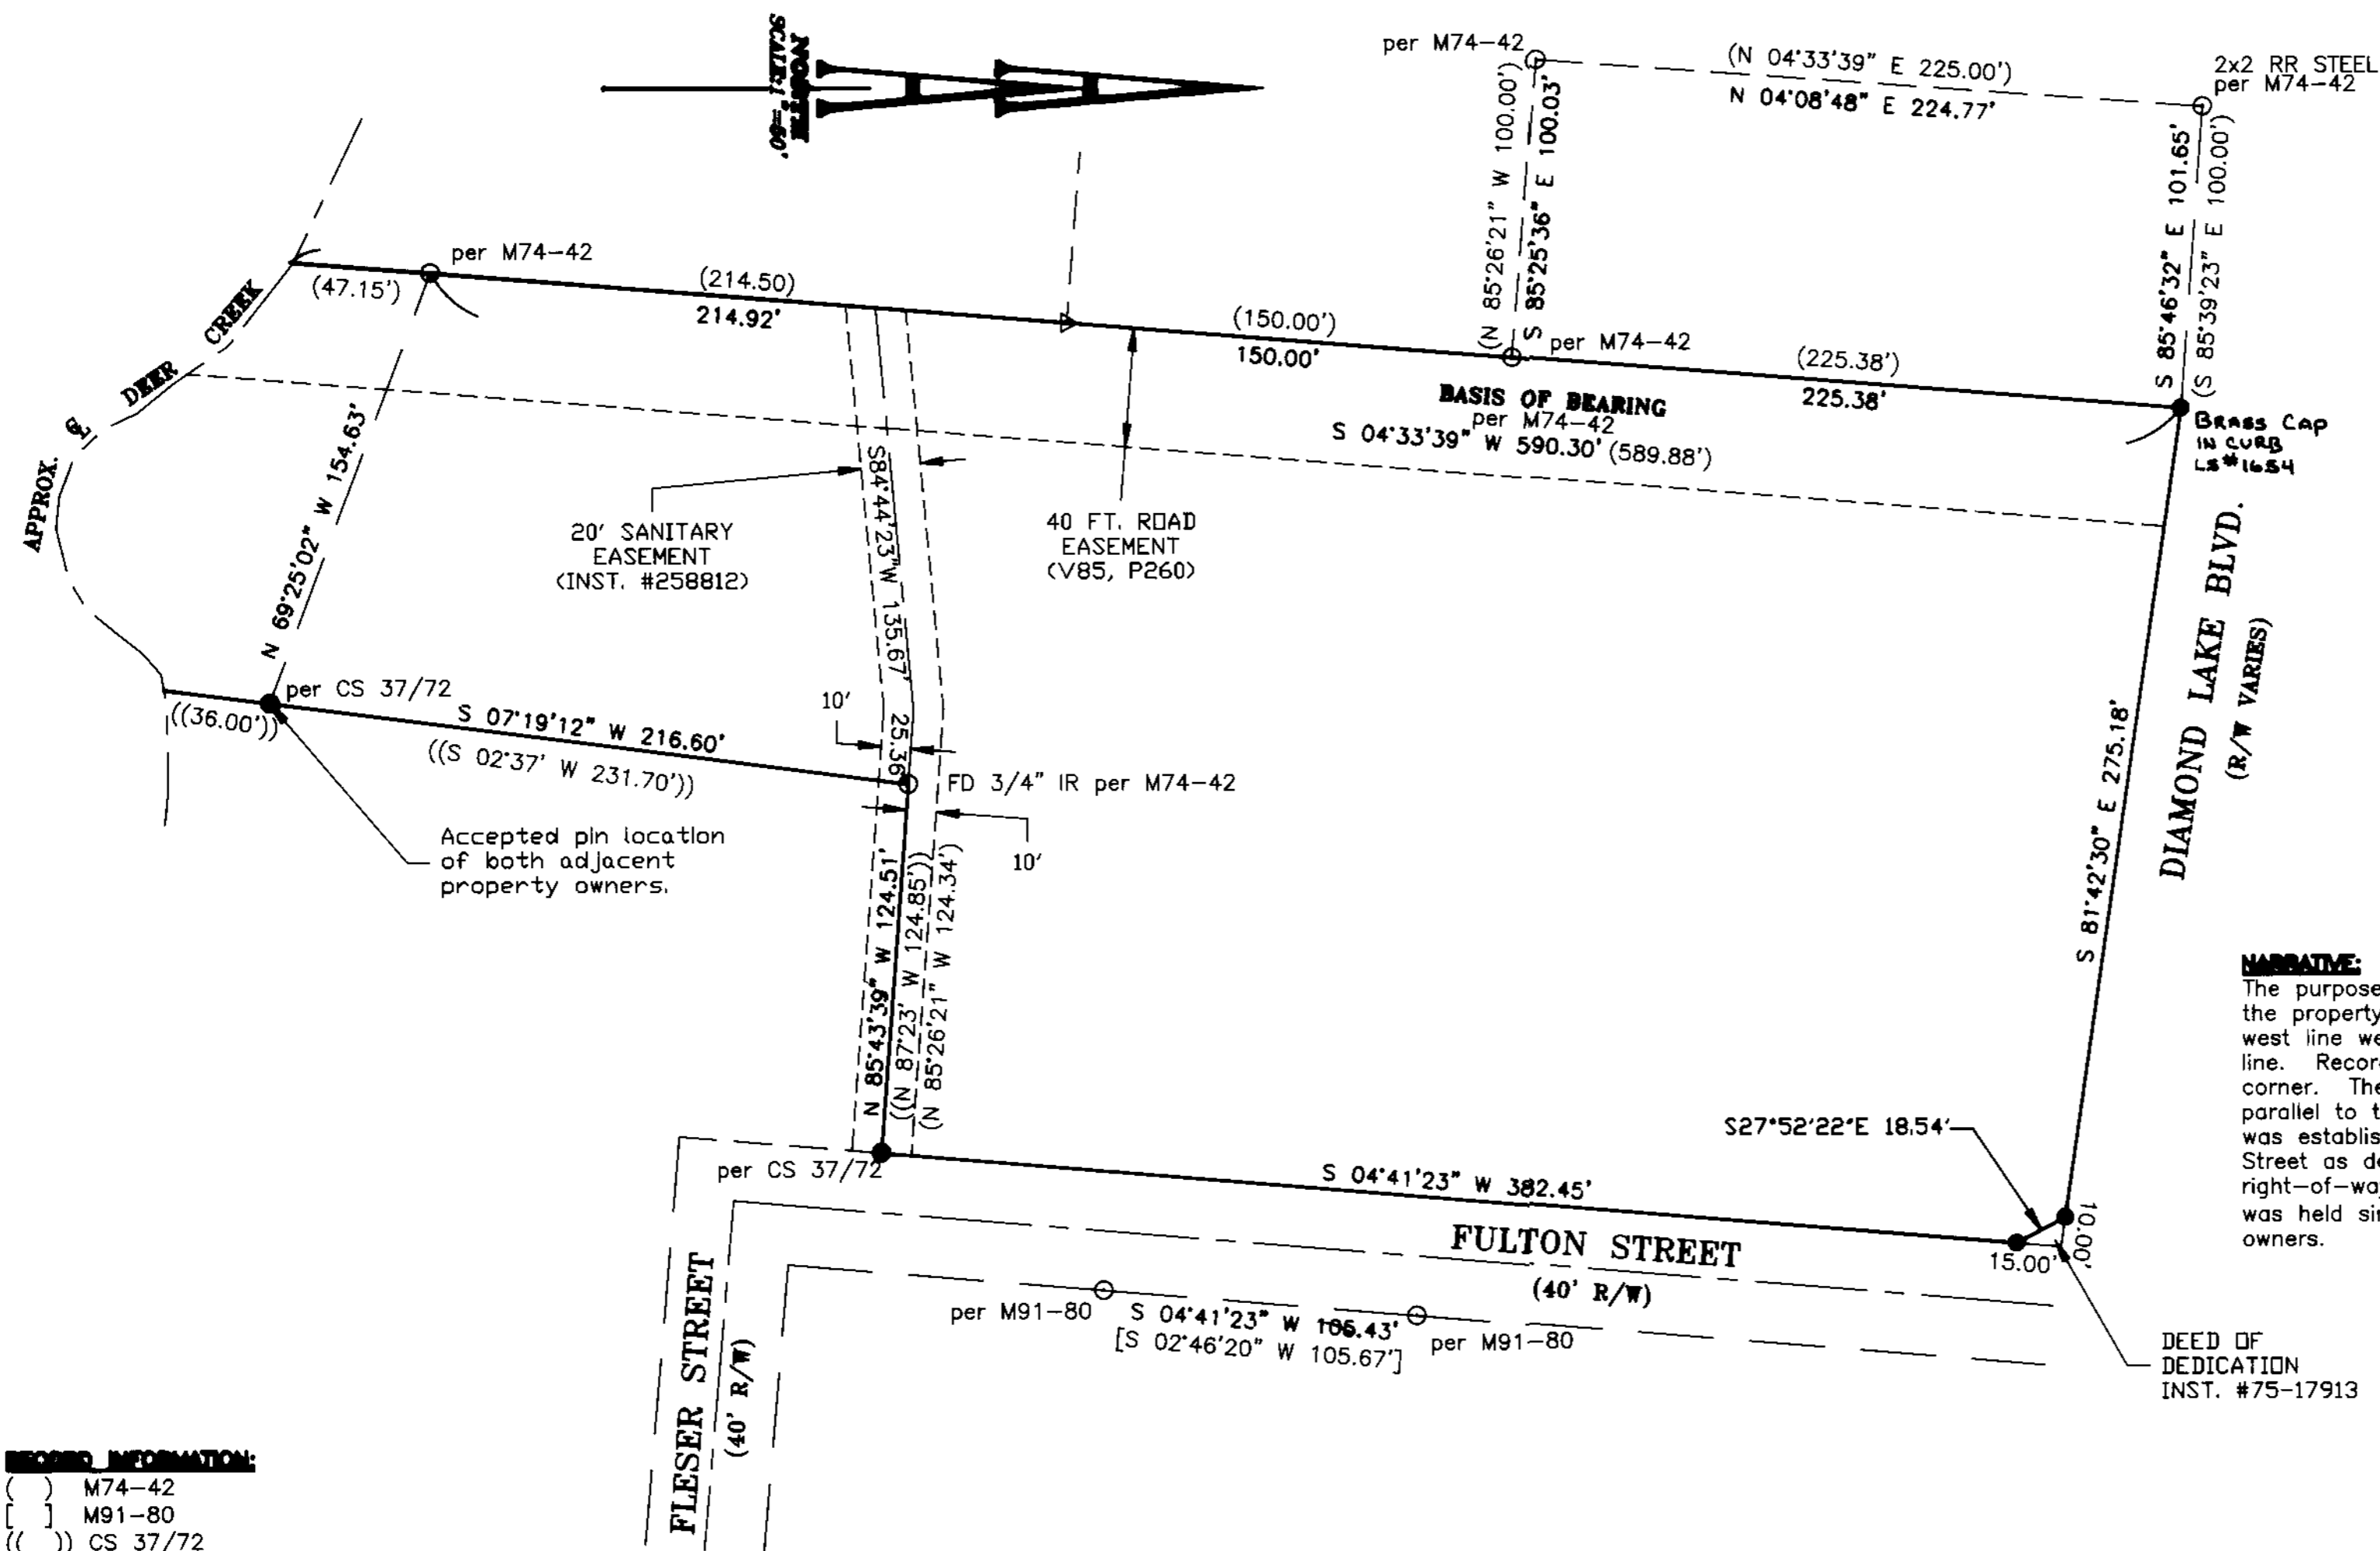 NORTH
SCALE: 1"=60'
per M74-42
(N 04°33'39" E 225.00')
N 04°08'48" E 224.77'
2x2 RR STEEL
per M74-42
(N 85°26'21" W 100.00')
S 85°25'36" E 100.03'
S 85°46'32" E 101.65'
(S 85°39'23" E 100.00')
per M74-42
(47.15')
(214.50)
214.92'
(150.00')
150.00'
per M74-42
(225.38')
225.38'
BASIS OF BEARING
per M74-42
S 04°33'39" W 590.30' (589.88')
BRASS CAP
IN CURB
LS#1654
APPROX. ℄ DEER CREEK
N 69°25'02" W 154.63'
20' SANITARY
EASEMENT
(INST. #258812)
S84°44'23"W 135.67'
40 FT. ROAD
EASEMENT
(V85, P260)
DIAMOND LAKE BLVD.
(R/W VARIES)
S 81°42'30" E 275.18'
per CS 37/72
((36.00'))
S 07°19'12" W 216.60'
((S 02°37' W 231.70'))
10'
25.36
FD 3/4" IR per M74-42
10'
Accepted pin location
of both adjacent
property owners.
N 85°43'39" W 124.51'
((N 87°23' W 124.85'))
(N 85°26'21" W 124.34')
NARRATIVE:
The purpose
the property
west line we
line. Recor
corner. The
parallel to t
was establis
Street as de
right-of-way
was held sin
owners.
S27°52'22"E 18.54'
per CS 37/72
S 04°41'23" W 382.45'
10.00'
15.00'
FULTON STREET
(40' R/W)
FLESER STREET
(40' R/W)
per M91-80
S 04°41'23" W 105.43'
[S 02°46'20" W 105.67']
per M91-80
DEED OF
DEDICATION
INST. #75-17913
RECORD INFORMATION:
( ) M74-42
[ ] M91-80
(( )) CS 37/72